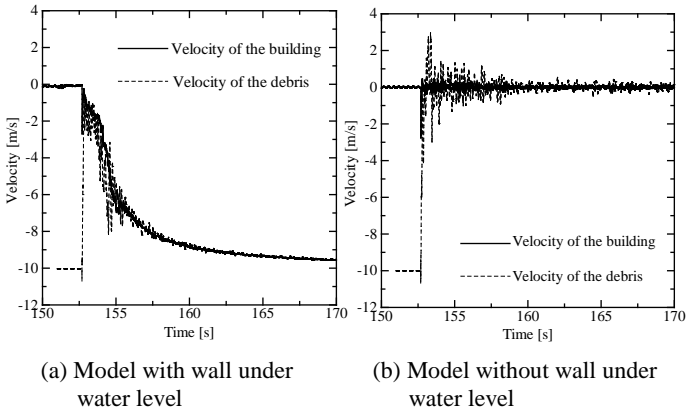 4
2
0
-2
-4
-6
-8
-10
-12
Velocity [m/s]
Velocity of the building
Velocity of the debris
150 155 160 165 170
Time [s]
(a) Model with wall under
water level
4
2
0
-2
-4
-6
-8
-10
-12
Velocity [m/s]
Velocity of the building
Velocity of the debris
150 155 160 165 170
Time [s]
(b) Model without wall under
water level